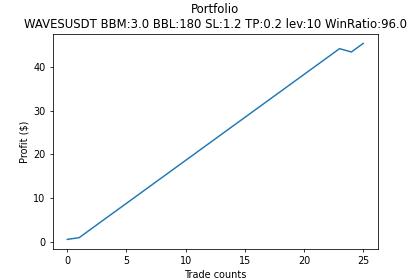 Portfolio
WAVESUSDT BBM:3.0 BBL:180 SL:1.2 TP:0.2 lev:10 WinRatio:96.0
Profit ($)
40
30
20
10
0
0 5 10 15 20 25
Trade counts